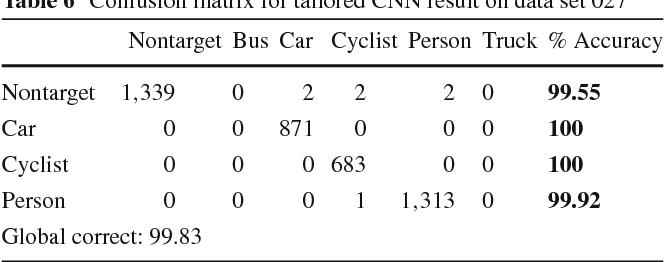 Table 6 Confusion matrix for tailored CNN result on data set 027
Nontarget Bus Car Cyclist Person Truck % Accuracy
Nontarget 1,339 0 2 2 2 0 99.55
Car 0 0 871 0 0 0 100
Cyclist 0 0 0 683 0 0 100
Person 0 0 0 1 1,313 0 99.92
Global correct: 99.83